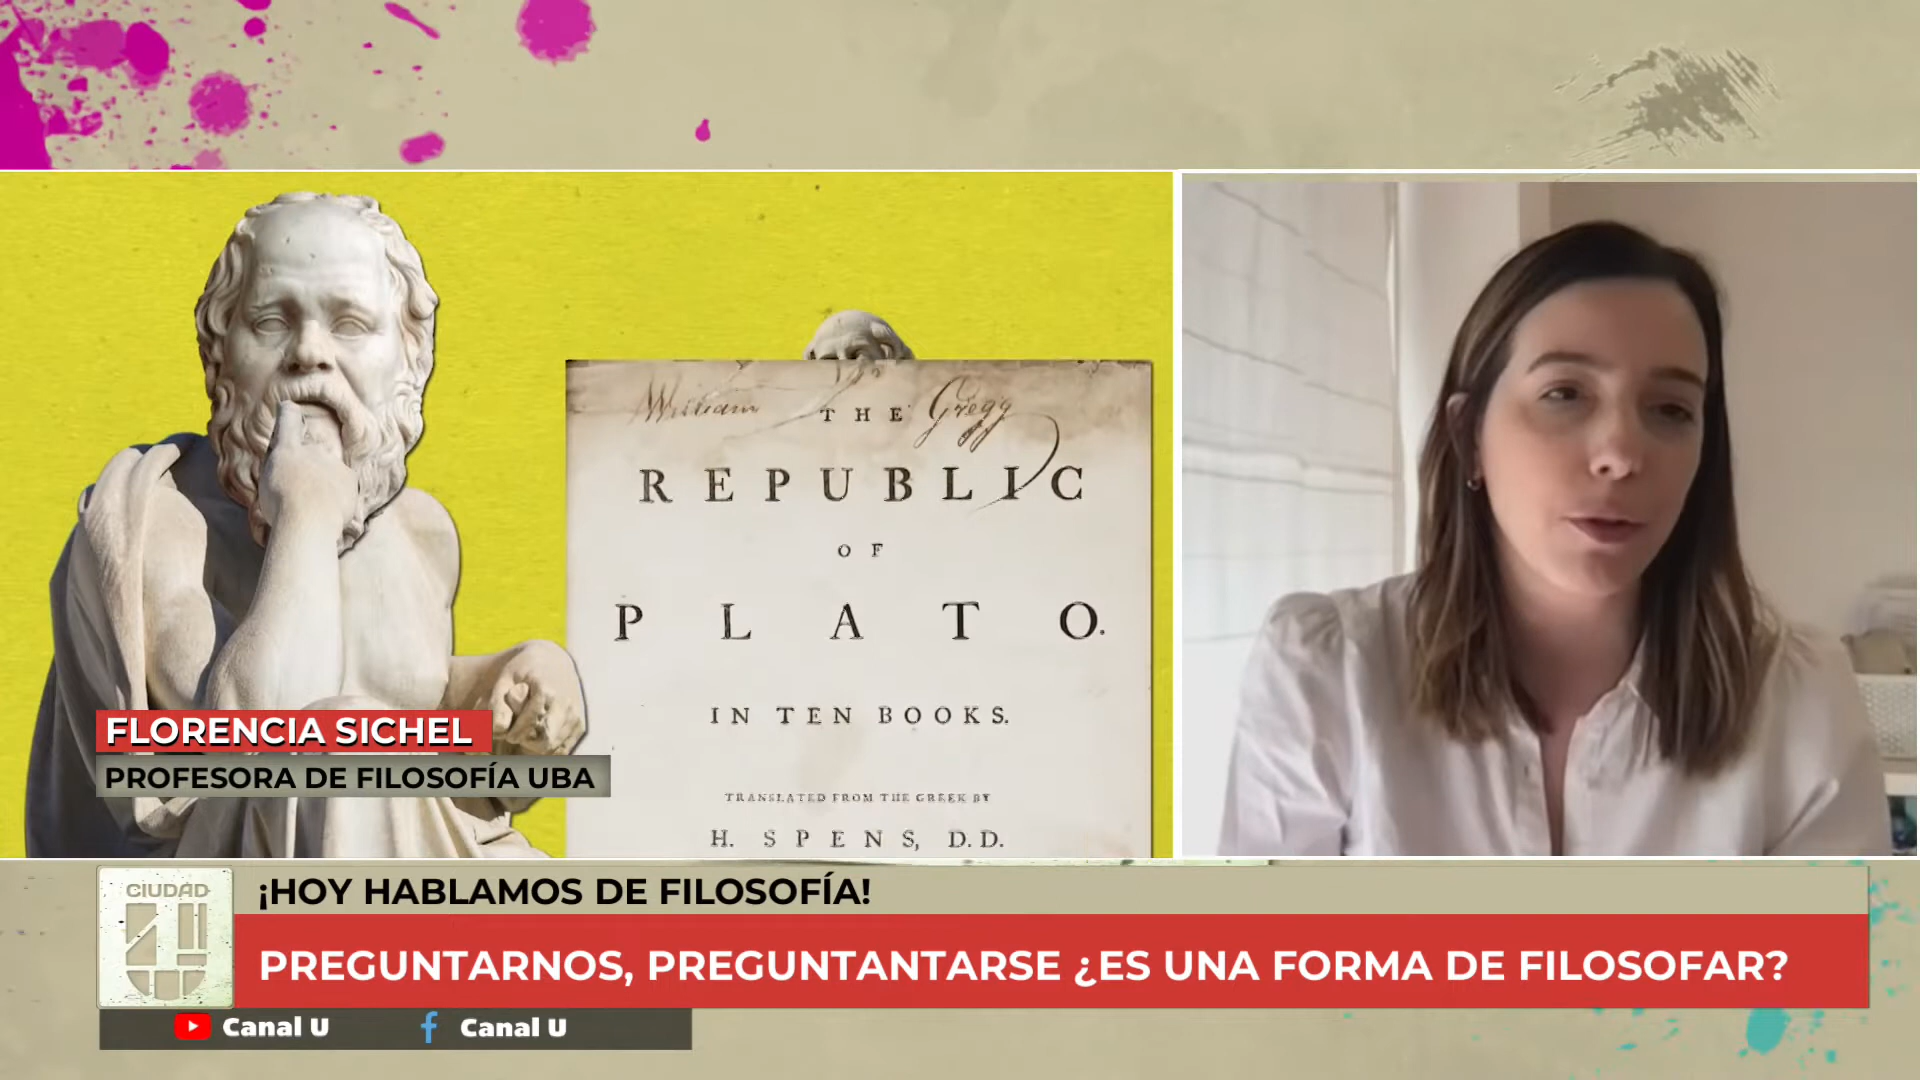 William Gregg
THE
REPUBLIC
OF
PLATO.
IN TEN BOOKS.
TRANSLATED FROM THE GREEK BY
H. SPENS, D.D.
FLORENCIA SICHEL
PROFESORA DE FILOSOFÍA UBA
CIUDAD
U
¡HOY HABLAMOS DE FILOSOFÍA!
PREGUNTARNOS, PREGUNTANTARSE ¿ES UNA FORMA DE FILOSOFAR?
Canal U
Canal U